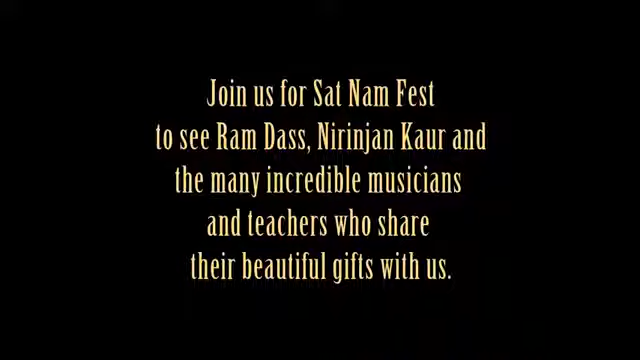 Join us for Sat Nam Fest
to see Ram Dass, Nirinjan Kaur and
the many incredible musicians
and teachers who share
their beautiful gifts with us.